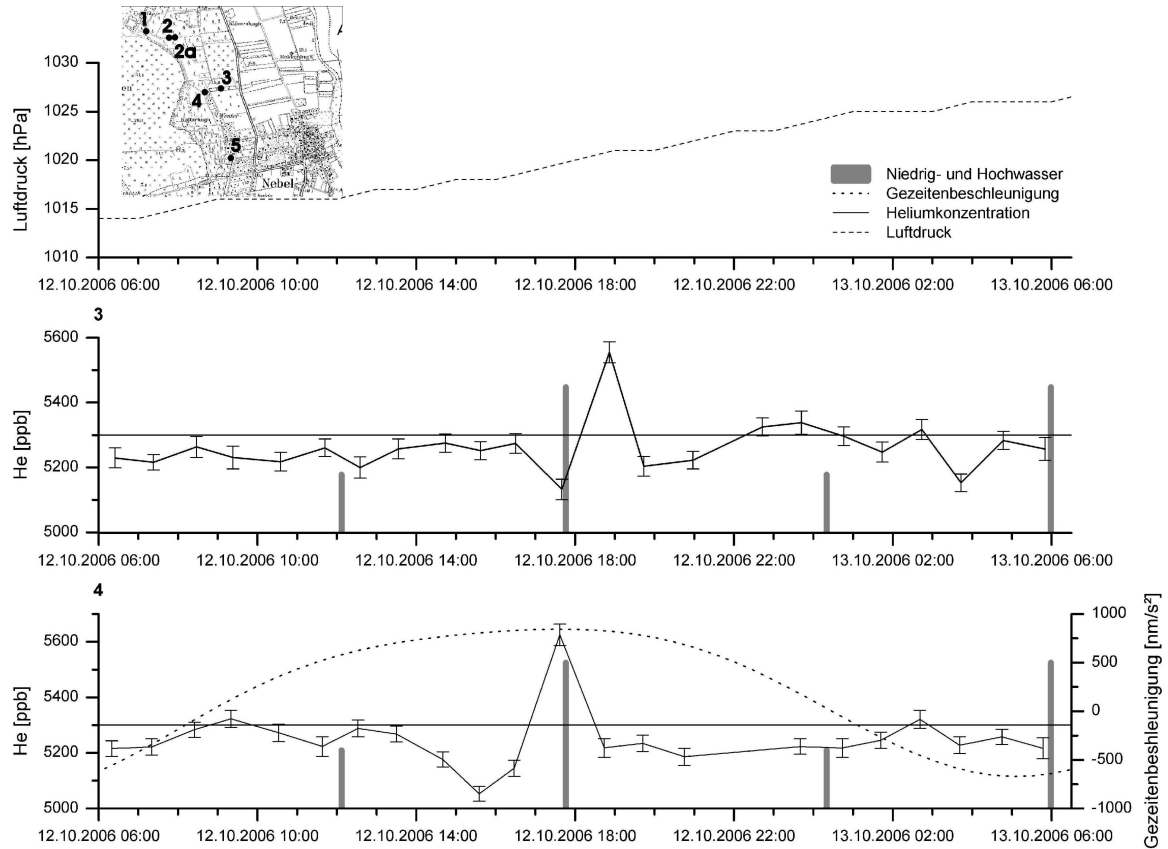 1
2
2a
3
4
5
Nebel
Luftdruck [hPa]
1030
1025
1020
1015
1010
Niedrig- und Hochwasser
Gezeitenbeschleunigung
Heliumkonzentration
Luftdruck
12.10.2006 06:00 12.10.2006 10:00 12.10.2006 14:00 12.10.2006 18:00 12.10.2006 22:00 13.10.2006 02:00 13.10.2006 06:00
3
He [ppb]
5600
5400
5200
5000
12.10.2006 06:00 12.10.2006 10:00 12.10.2006 14:00 12.10.2006 18:00 12.10.2006 22:00 13.10.2006 02:00 13.10.2006 06:00
4
He [ppb]
5600
5400
5200
5000
1000
500
0
-500
-1000
Gezeitenbeshleunigung [nm/s²]
12.10.2006 06:00 12.10.2006 10:00 12.10.2006 14:00 12.10.2006 18:00 12.10.2006 22:00 13.10.2006 02:00 13.10.2006 06:00